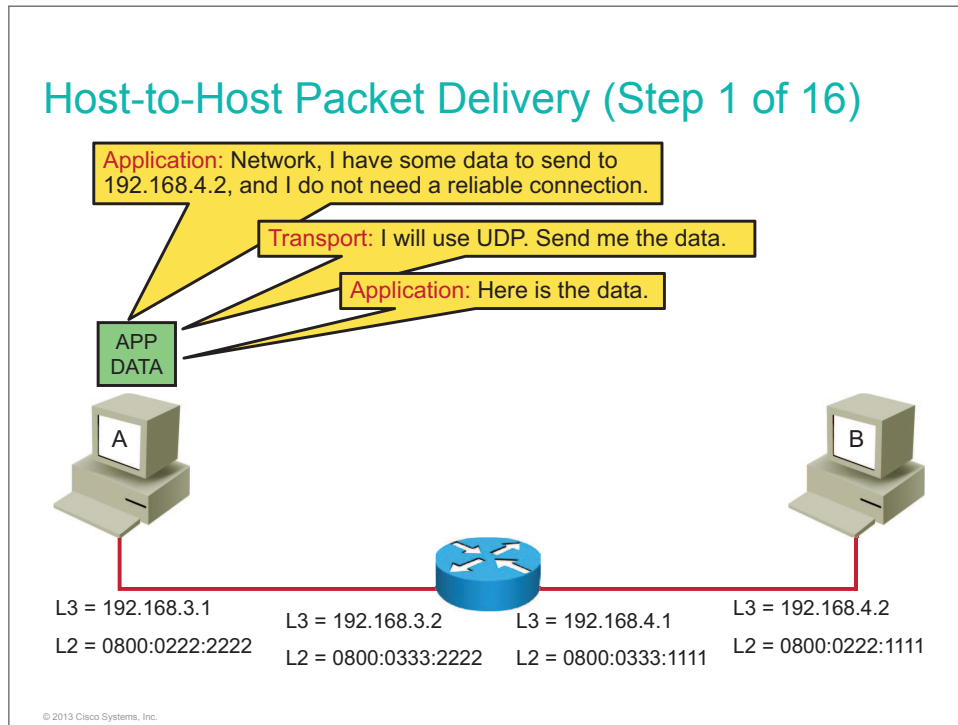 Host-to-Host Packet Delivery (Step 1 of 16)
Application: Network, I have some data to send to
192.168.4.2, and I do not need a reliable connection.
Transport: I will use UDP. Send me the data.
Application: Here is the data.
APP
DATA
A
B
L3 = 192.168.3.1
L2 = 0800:0222:2222
L3 = 192.168.3.2
L2 = 0800:0333:2222
L3 = 192.168.4.1
L2 = 0800:0333:1111
L3 = 192.168.4.2
L2 = 0800:0222:1111
© 2013 Cisco Systems, Inc.